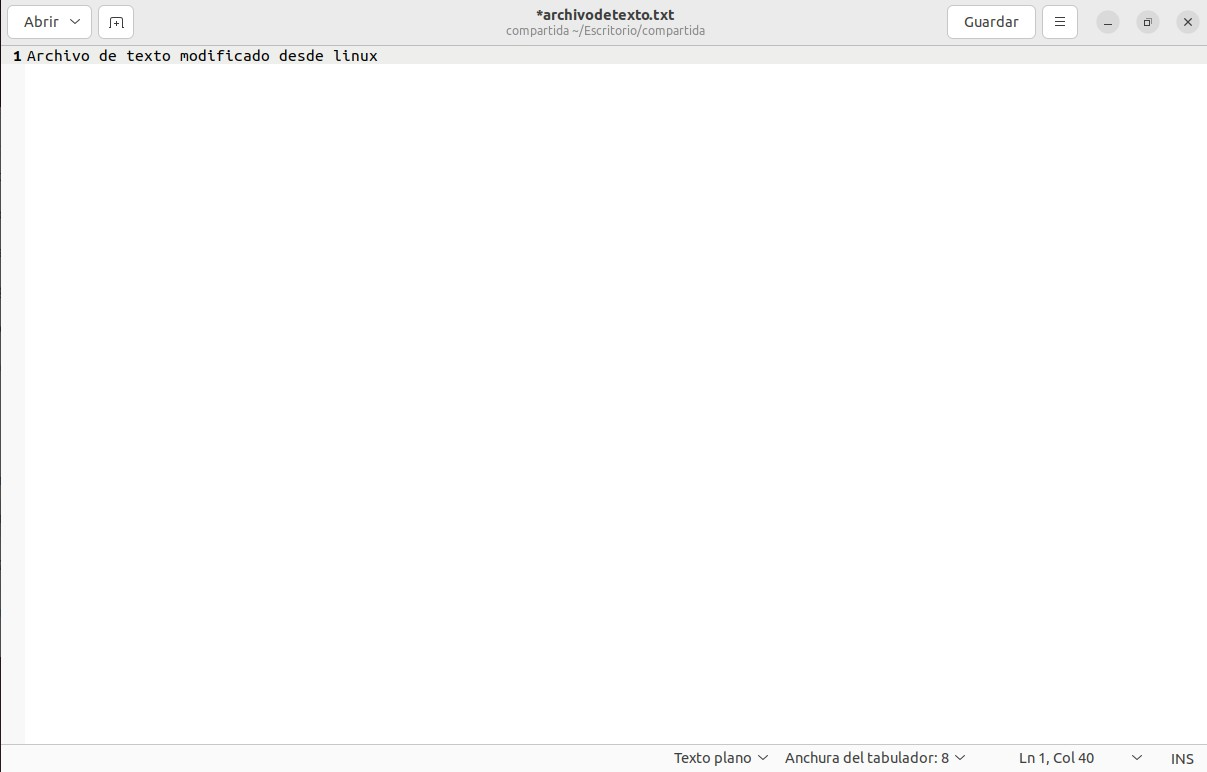 Abrir
*archivodetexto.txt
compartida ~/Escritorio/compartida
Guardar
1 Archivo de texto modificado desde linux
Texto plano Anchura del tabulador: 8 Ln 1, Col 40 INS